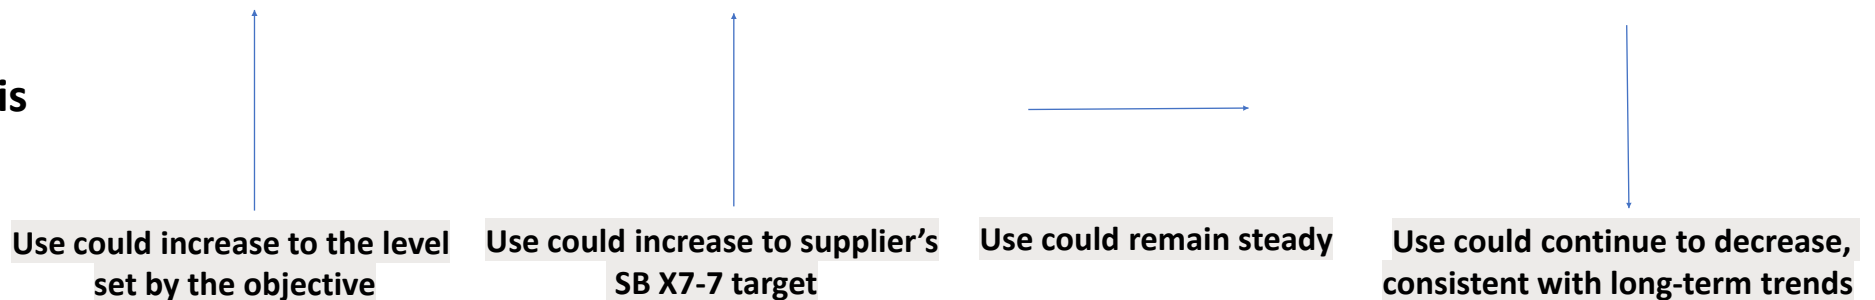 is
Use could increase to the level
set by the objective
Use could increase to supplier’s
SB X7-7 target
Use could remain steady
Use could continue to decrease,
consistent with long-term trends